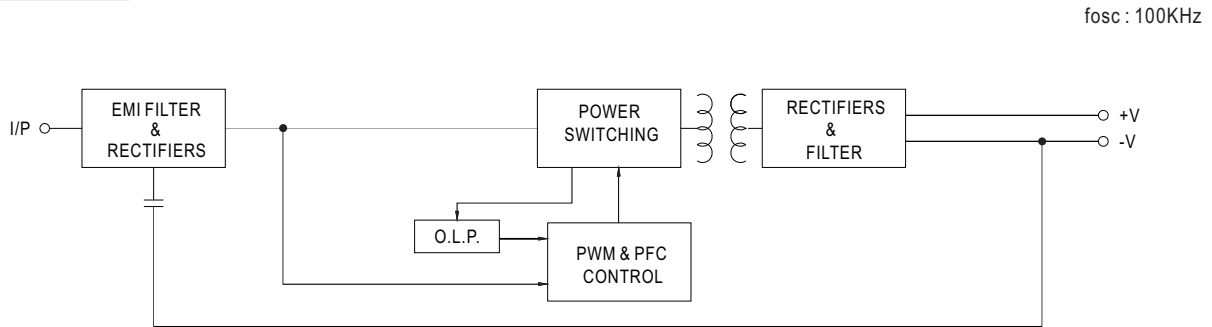 fosc : 100KHz
EMI FILTER
&
RECTIFIERS
I/P
POWER
SWITCHING
RECTIFIERS
&
FILTER
+V
-V
O.L.P.
PWM & PFC
CONTROL